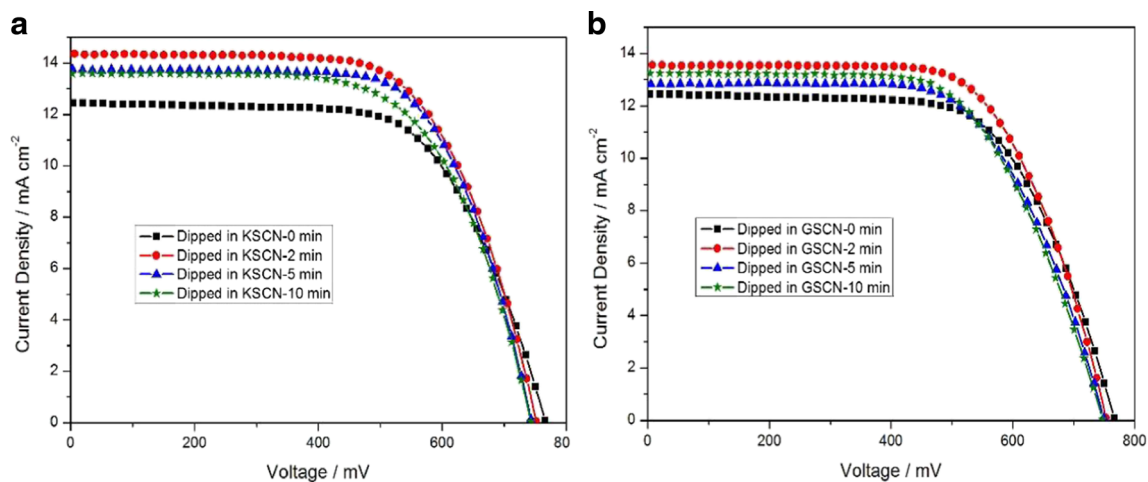 a
14
12
10
8
6
4
2
0
Current Density / mA cm-2
Dipped in KSCN-0 min
Dipped in KSCN-2 min
Dipped in KSCN-5 min
Dipped in KSCN-10 min
0 200 400 600 80
Voltage / mV
b
14
12
10
8
6
4
2
0
Current Density / mA cm-2
Dipped in GSCN-0 min
Dipped in GSCN-2 min
Dipped in GSCN-5 min
Dipped in GSCN-10 min
0 200 400 600 800
Voltage / mV